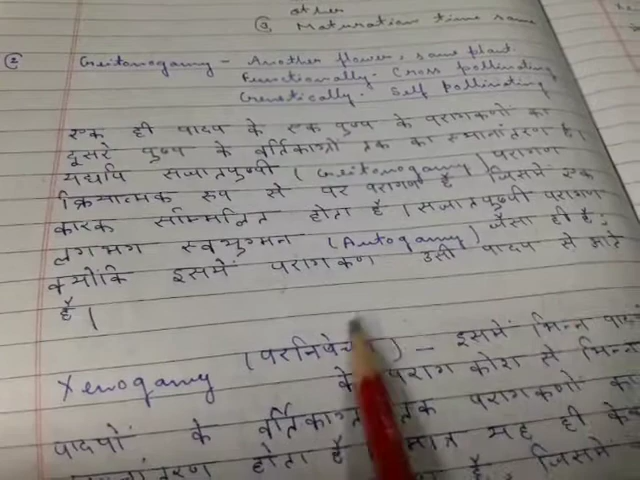 other
③ Maturation time same
② Geitonogamy - Another flower, same plant.
Functionally - Cross pollinating
Genetically - Self pollinating
एक ही पादप के एक पुष्प के परागकणों का
दूसरे पुष्प के वर्तिकाग्रों तक का स्थानांतरण है।
यद्यपि सजातपुष्पी (Geitonogamy) परागण
क्रियात्मक रूप से पर परागण है जिसमें एक
कारक सम्मिलित होता है। सजातपुष्पी परागण
लगभग स्वयुग्मन (Autogamy) जैसा ही है,
क्योंकि इसमें परागकण उसी पादप से आते
है।
Xenogamy (परनिषे ) - इसमें भिन्न
के पराग कोश से भिन्न
पादपों के वर्तिकाग्र तक परागकणों का
होता है। मात्र यह ही
है जिसमें